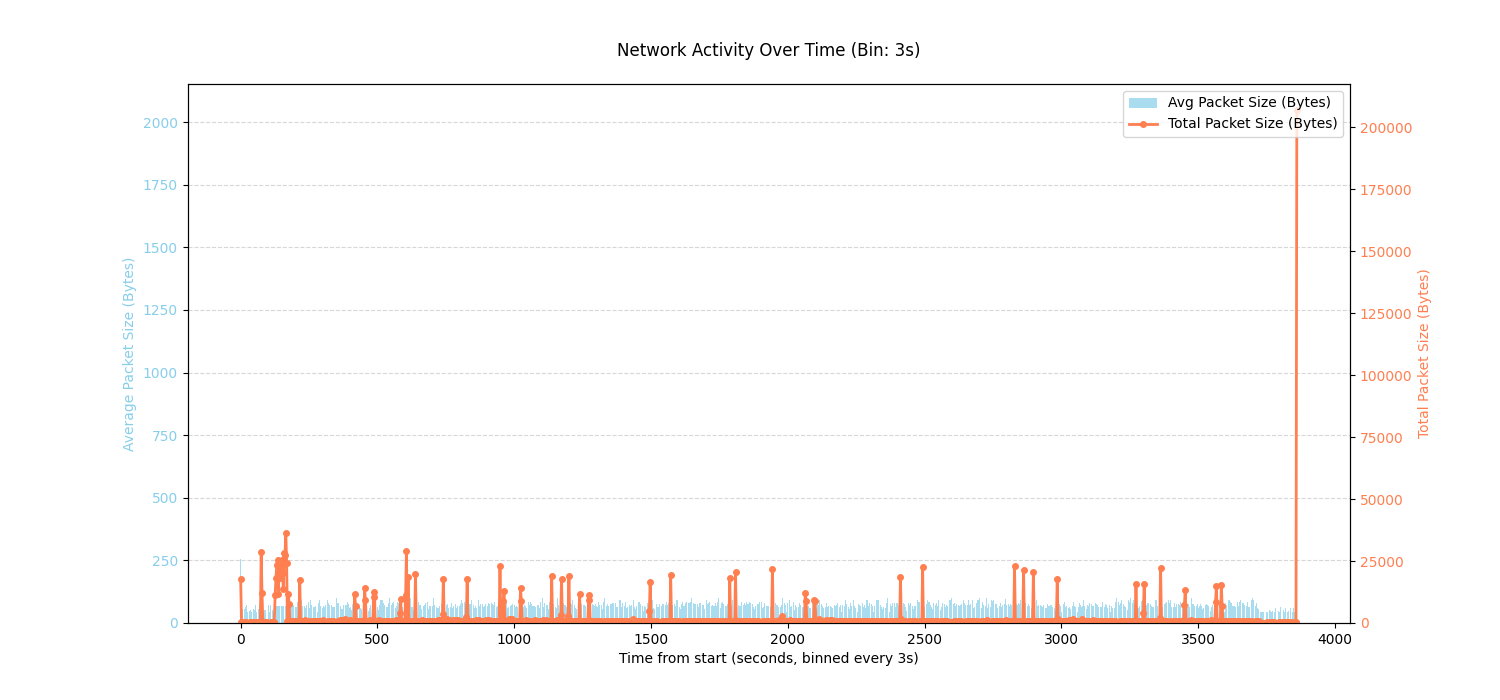 Network Activity Over Time (Bin: 3s)
Avg Packet Size (Bytes)
Total Packet Size (Bytes)
Average Packet Size (Bytes)
2000
1750
1500
1250
1000
750
500
250
0
200000
175000
150000
125000
100000
75000
50000
25000
0
Total Packet Size (Bytes)
0 500 1000 1500 2000 2500 3000 3500 4000
Time from start (seconds, binned every 3s)